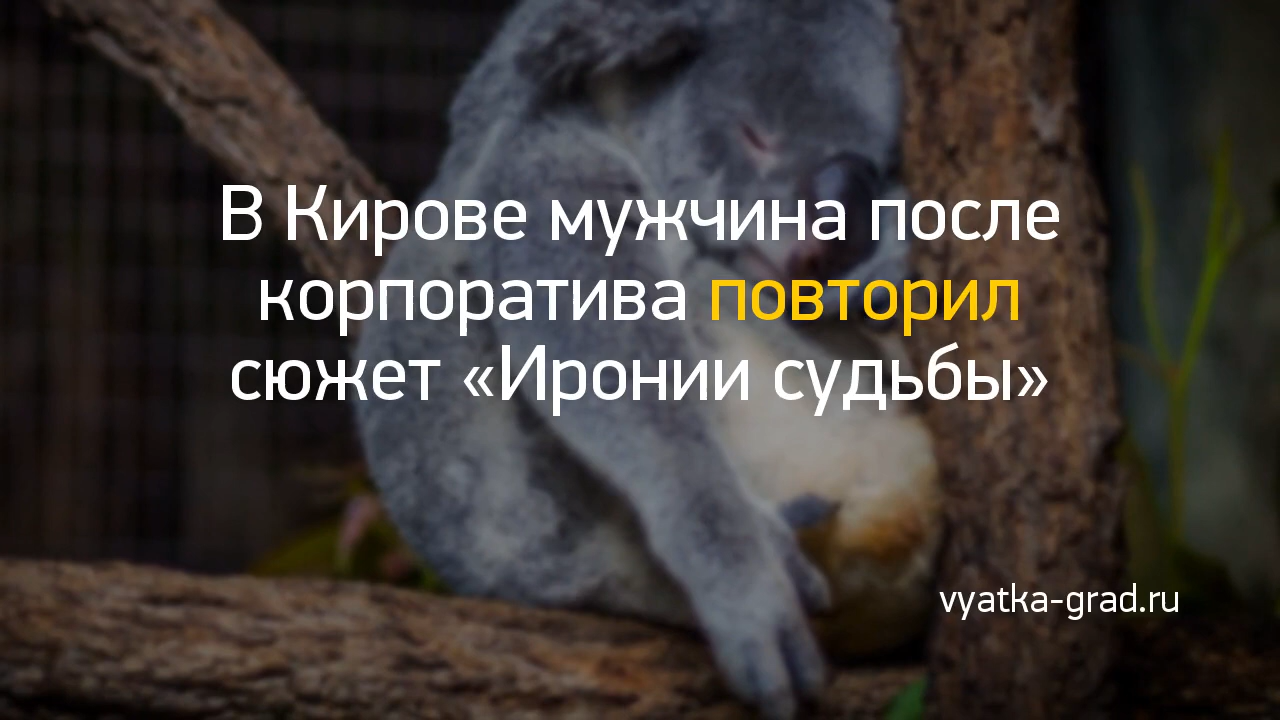 В Кирове мужчина после
корпоратива повторил
сюжет «Иронии судьбы»
vyatka-grad.ru